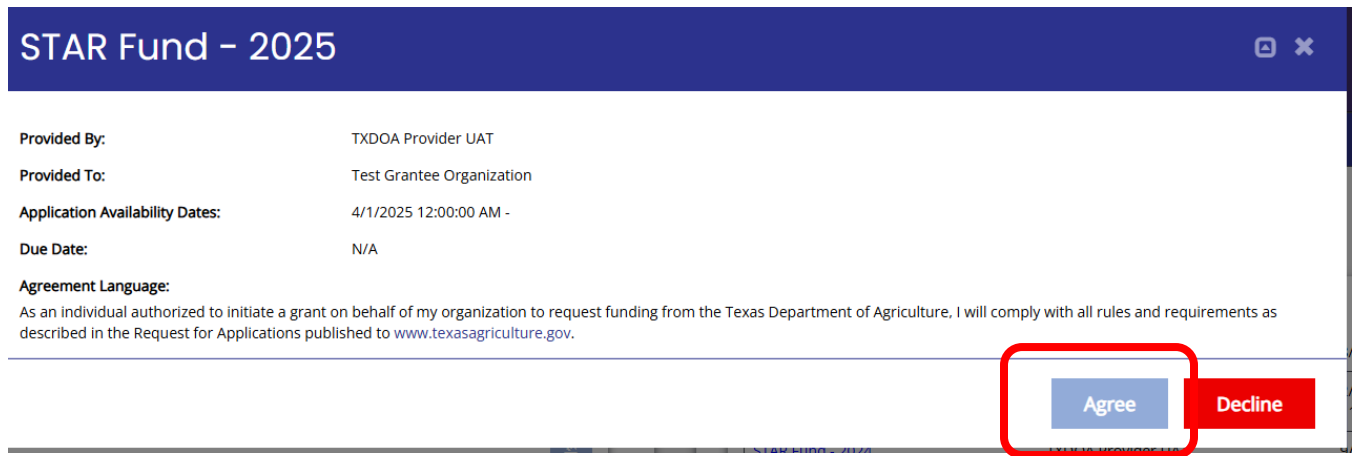 STAR Fund - 2025
Provided By: TXDOA Provider UAT
Provided To: Test Grantee Organization
Application Availability Dates: 4/1/2025 12:00:00 AM -
Due Date: N/A
Agreement Language:
As an individual authorized to initiate a grant on behalf of my organization to request funding from the Texas Department of Agriculture, I will comply with all rules and requirements as
described in the Request for Applications published to www.texasagriculture.gov.
Agree Decline
STAR Fund - 2024 TXDOA Provider UA